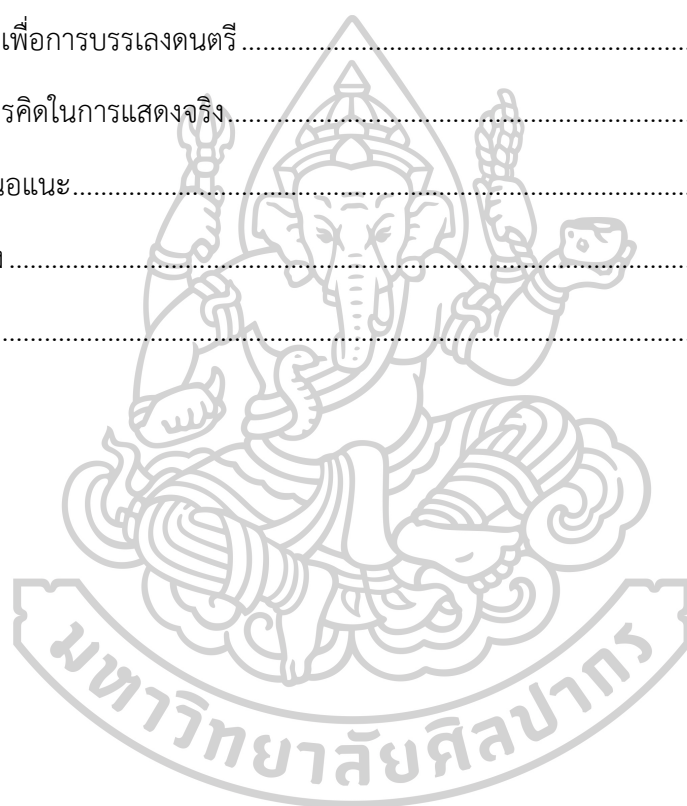 เพื่อการบรรเลงดนตรี
รคิดในการแสดงจริง
นอแนะ
มหาวิทยาลัยศิลปากร